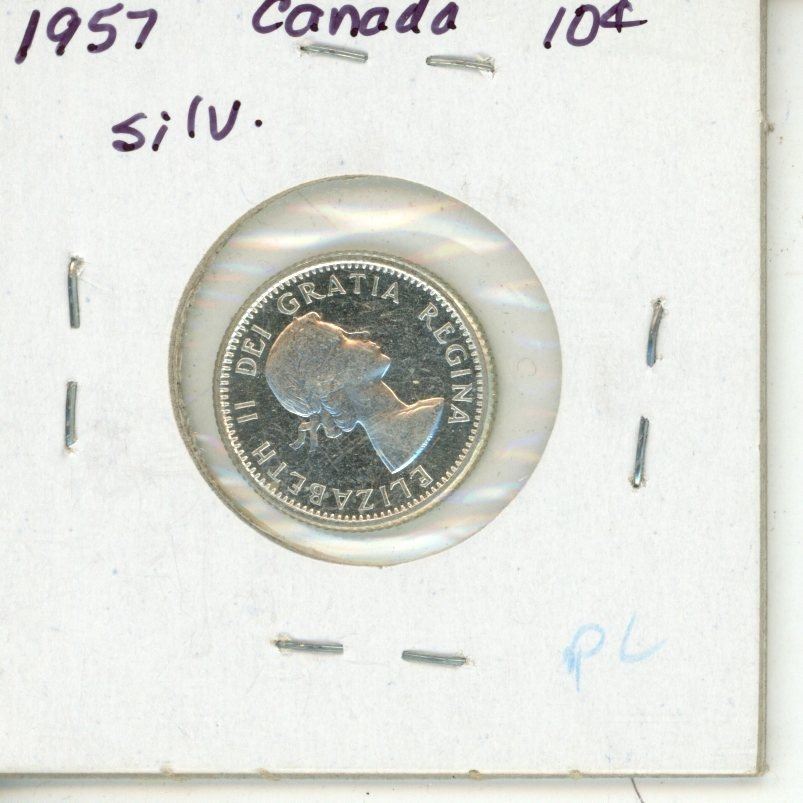 1957 Canada 10¢
silv.
ELIZABETH II DEI GRATIA REGINA
PL